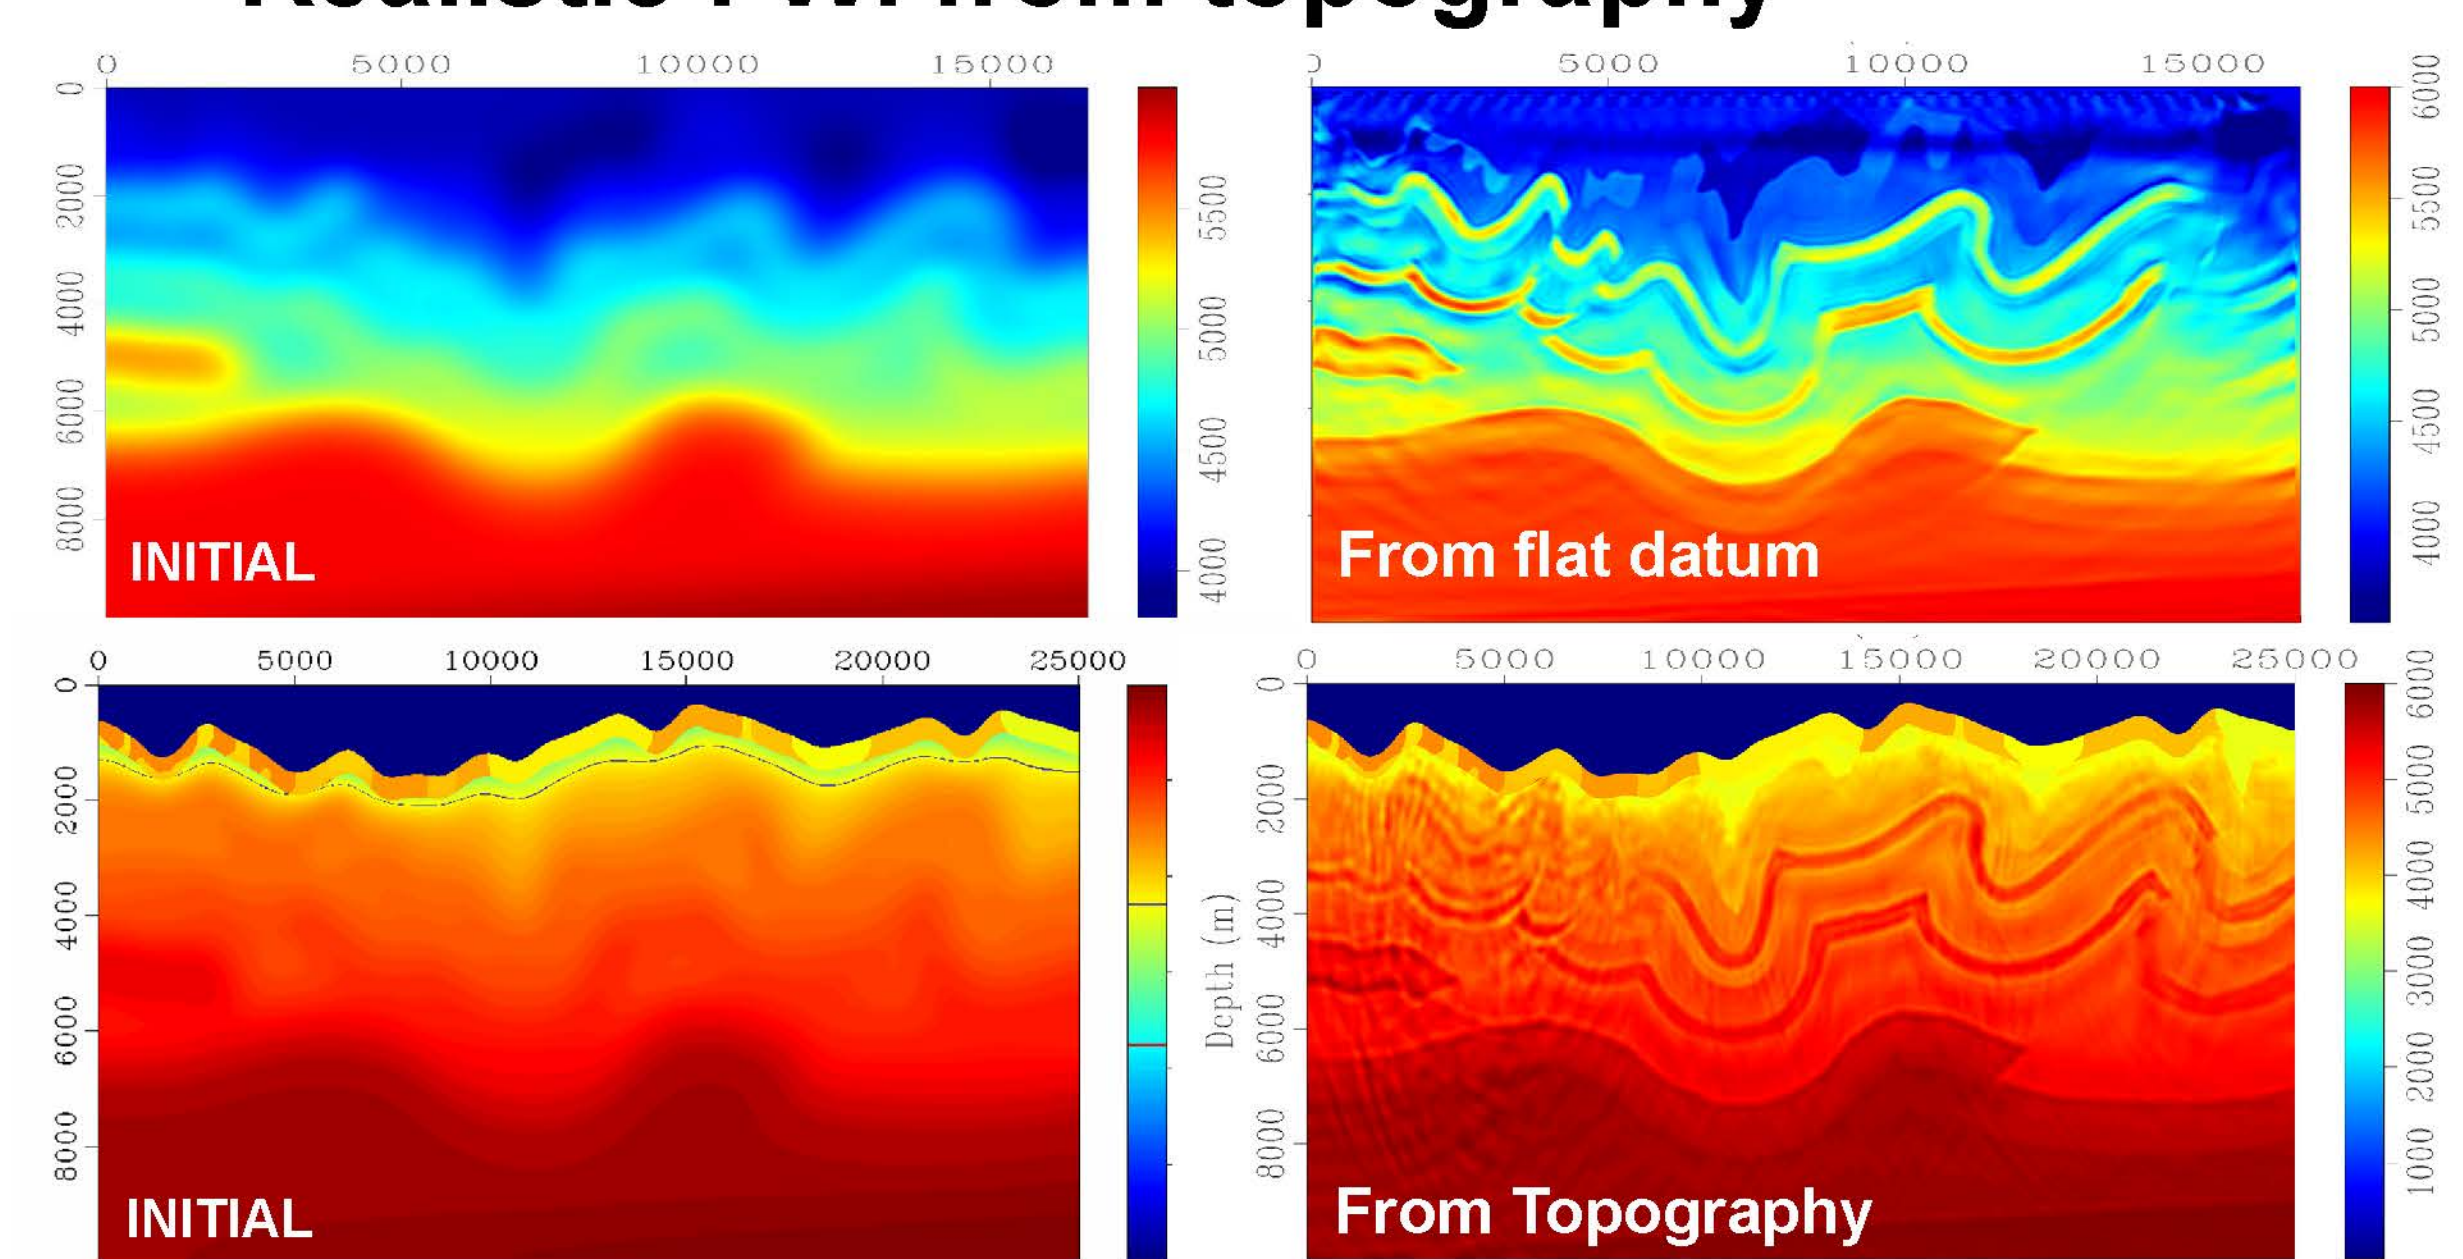 Realistic FWI from topography
0 5000 10000 15000
0 2000 4000 6000 8000
INITIAL
5500 5000 4500 4000
0 5000 10000 15000
From flat datum
6000 5500 5000 4500 4000
0 5000 10000 15000 20000 25000
0 2000 4000 6000 8000
INITIAL
0 5000 10000 15000 20000 25000
Depth (m)
0 2000 4000 6000 8000
From Topography
6000 5000 4000 3000 2000 1000